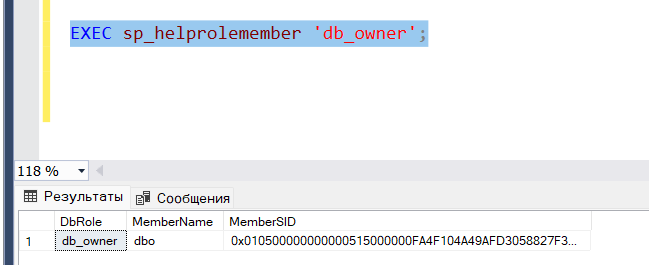 EXEC sp_helprolemember 'db_owner';
118 %
Результаты Сообщения
DbRole MemberName MemberSID
1 db_owner dbo 0x010500000000000515000000FA4F104A49AFD3058827F3...